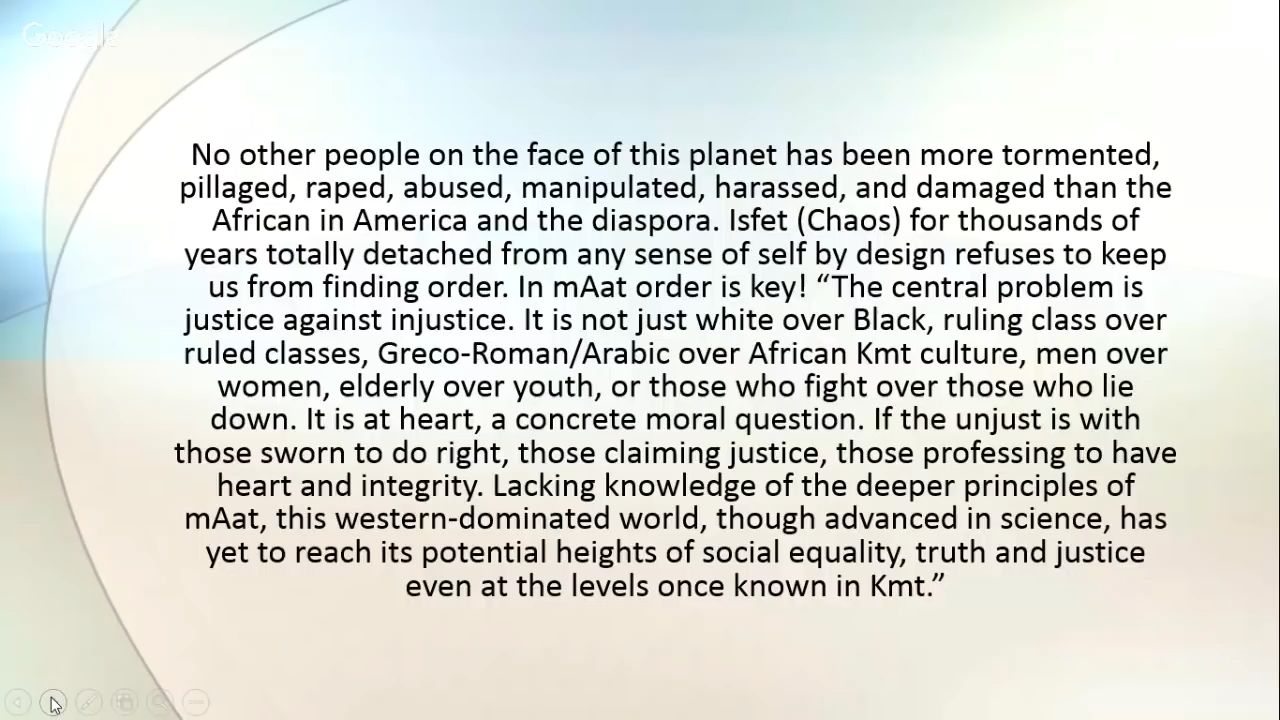 Google
No other people on the face of this planet has been more tormented,
pillaged, raped, abused, manipulated, harassed, and damaged than the
African in America and the diaspora. Isfet (Chaos) for thousands of
years totally detached from any sense of self by design refuses to keep
us from finding order. In mAat order is key! “The central problem is
justice against injustice. It is not just white over Black, ruling class over
ruled classes, Greco-Roman/Arabic over African Kmt culture, men over
women, elderly over youth, or those who fight over those who lie
down. It is at heart, a concrete moral question. If the unjust is with
those sworn to do right, those claiming justice, those professing to have
heart and integrity. Lacking knowledge of the deeper principles of
mAat, this western-dominated world, though advanced in science, has
yet to reach its potential heights of social equality, truth and justice
even at the levels once known in Kmt.”